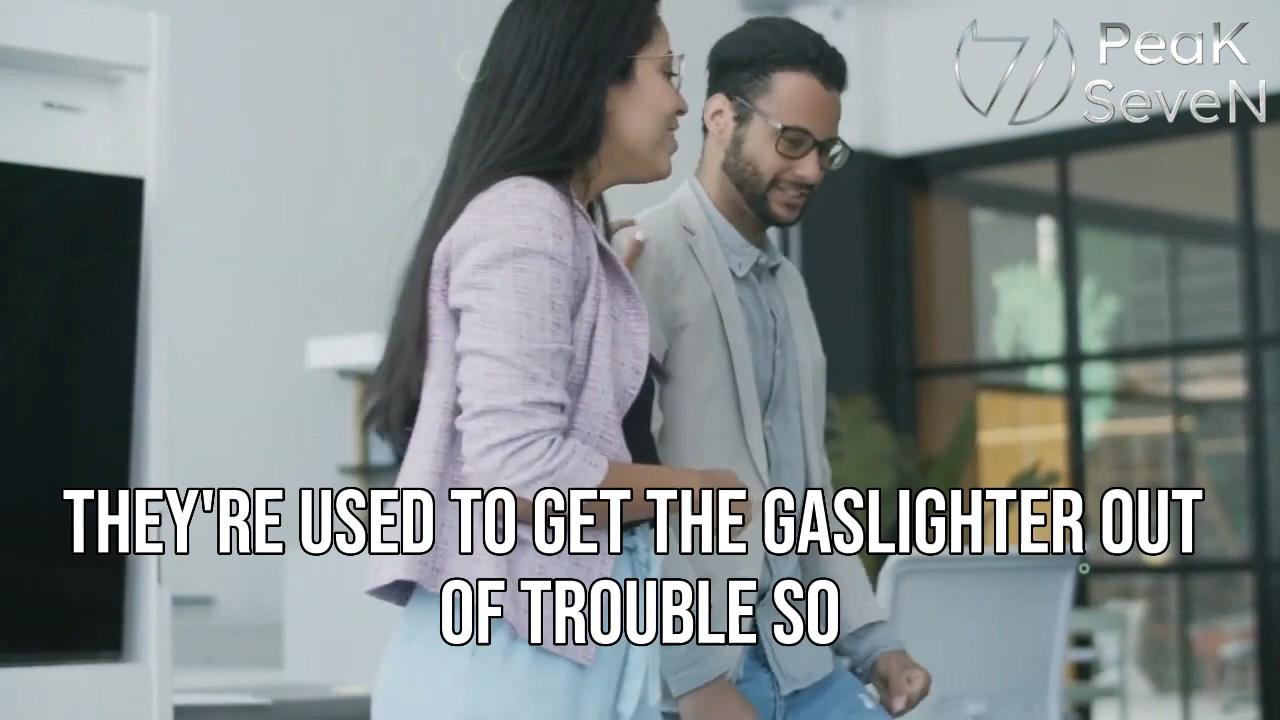 PeaK
SeveN
THEY'RE USED TO GET THE GASLIGHTER OUT
OF TROUBLE SO